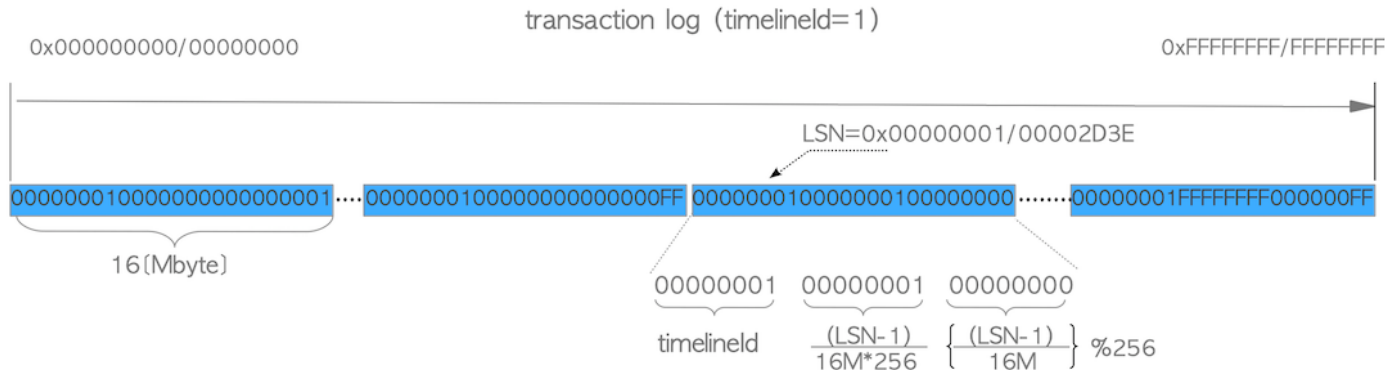 transaction log (timelineId=1)
0x000000000/00000000 0xFFFFFFFFF/FFFFFFFF
LSN=0x00000001/00002D3E
000000010000000000000001 ···· 0000000100000000000000FF 000000010000000100000000 ········ 00000001FFFFFFFF000000FF
16[Mbyte]
00000001 00000001 00000000
timelineId (LSN-1) / 16M*256 { (LSN-1) / 16M } %256